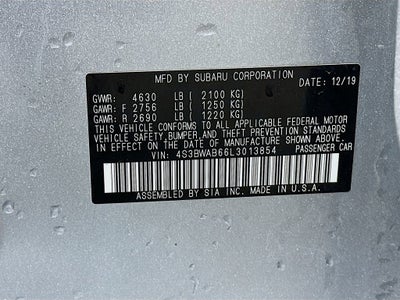 MFD BY SUBARU CORPORATION
DATE: 12/19
GVWR: 4630 LB ( 2100 KG)
GAWR: F 2756 LB ( 1250 KG)
GAWR: R 2690 LB ( 1220 KG)
THIS VEHICLE CONFORMS TO ALL APPLICABLE FEDERAL MOTOR
VEHICLE SAFETY, BUMPER, AND THEFT PREVENTION STANDARDS
IN EFFECT ON THE DATE OF MANUFACTURE SHOWN ABOVE.
VIN: 4S3BWAB66L3013854 PASSENGER CAR
ASSEMBLED BY SIA INC. MADE IN U.S.A.